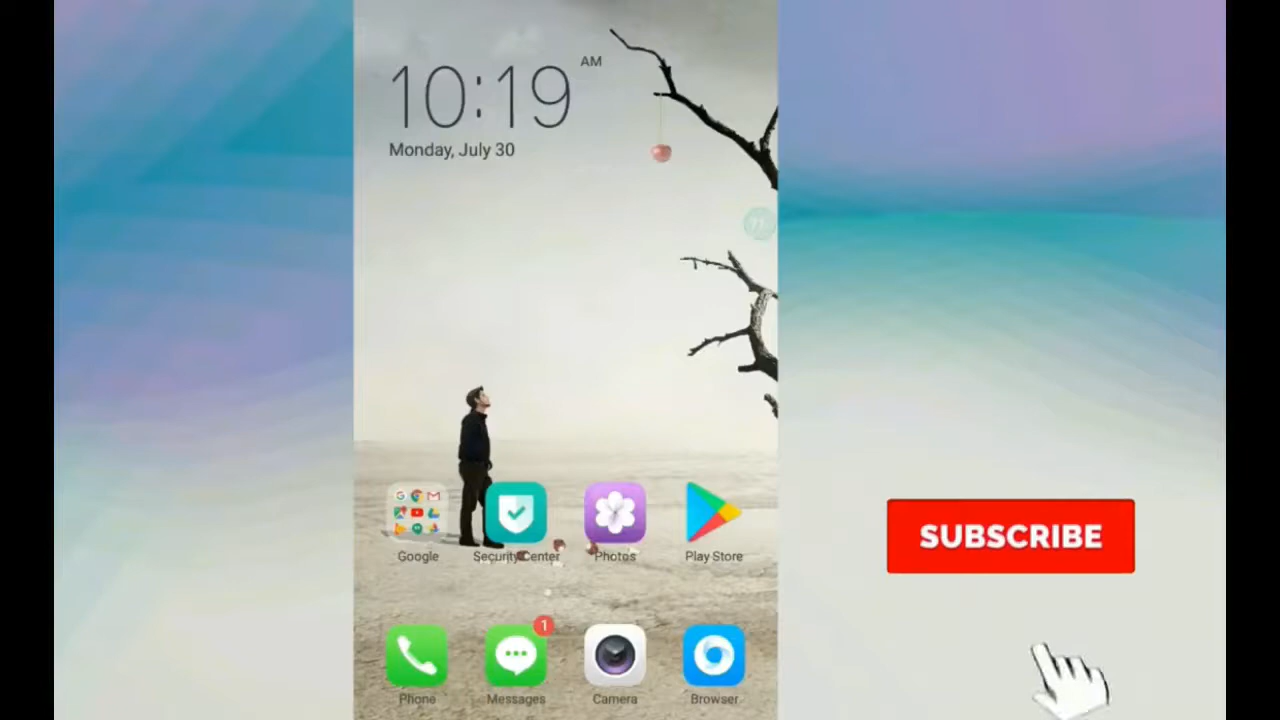 AM
10:19
Monday, July 30
Google
Security Center
Photos
Play Store
SUBSCRIBE
1
Phone
Messages
Camera
Browser